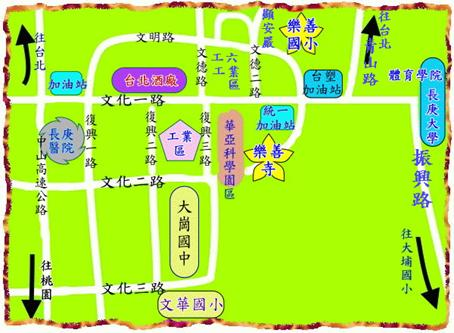 往台北
文明路
顯安嚴
樂善國小
往台北
青山路
體育學院
長庚大學
加油站
台北酒廠
文德路
六業區
工工
文德二路
台塑加油站
文化一路
復興一路
長庚醫院
中山高速公路
復興二路
工業區
復興三路
華亞科學園區
統一加油站
樂善寺
振興路
文化二路
大崗國中
往大埔國小
往桃園
文化三路
文華國小